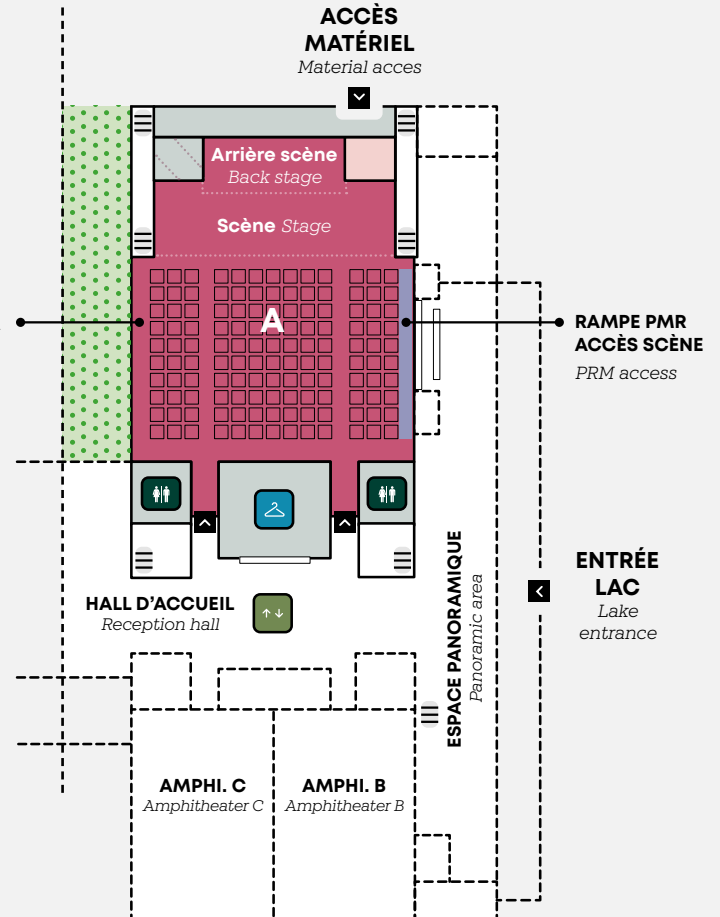 ACCÈS
MATÉRIEL
Material acces
Arrière scène
Back stage
Scène Stage
A
RAMPE PMR
ACCÈS SCÈNE
PRM access
ENTRÉE
LAC
Lake
entrance
ESPACE PANORAMIQUE
Panoramic area
HALL D’ACCUEIL
Reception hall
AMPHI. C
Amphitheater C
AMPHI. B
Amphitheater B